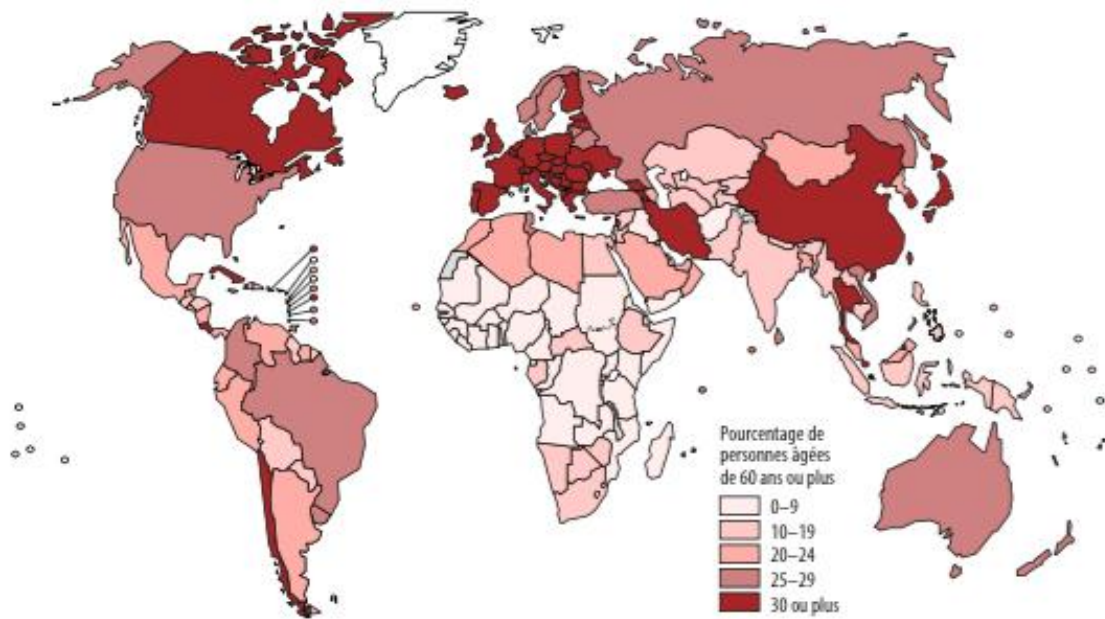 Pourcentage de
personnes âgées
de 60 ans ou plus
0–9
10–19
20–24
25–29
30 ou plus